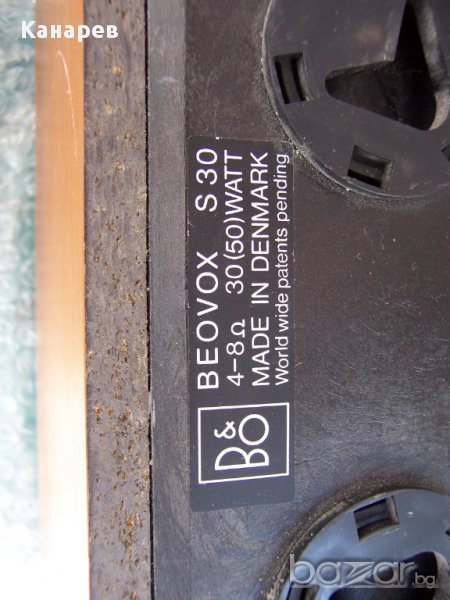 Канарев
BEOVOX S 30
4-8Ω 30(50)WATT
MADE IN DENMARK
World wide patents pending
B&O
bazar.bg